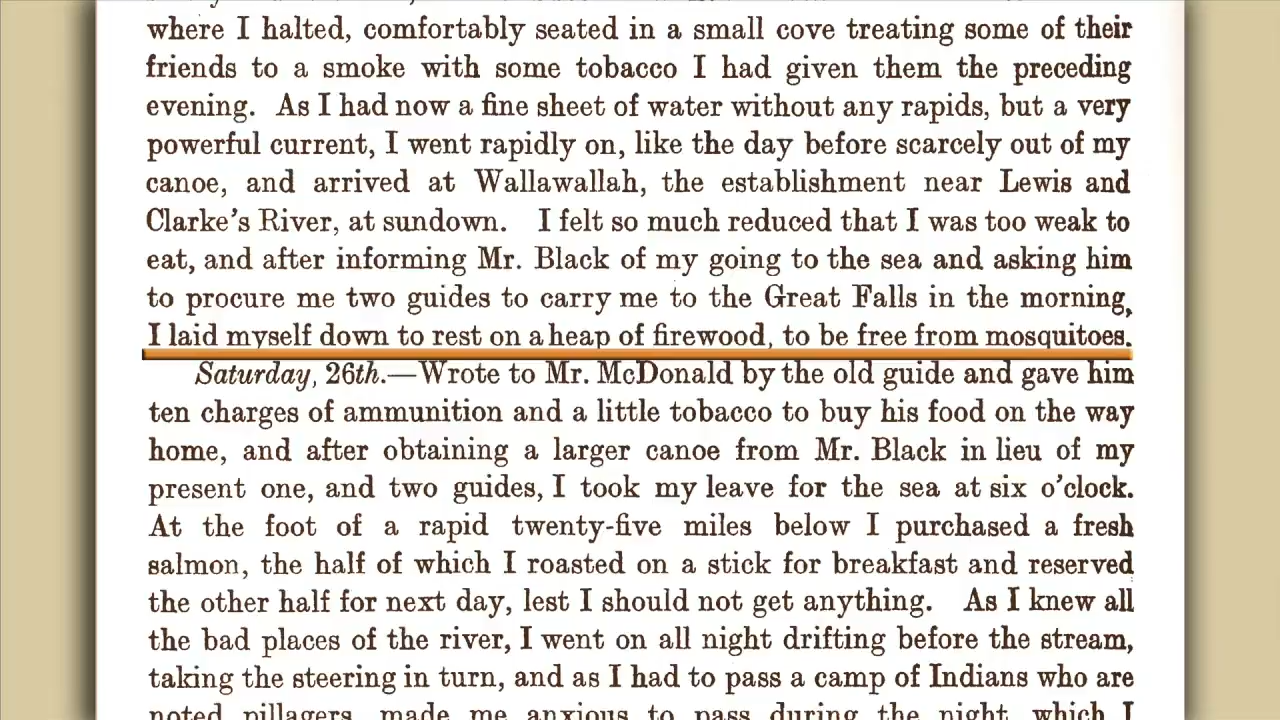 where I halted, comfortably seated in a small cove treating some of their
friends to a smoke with some tobacco I had given them the preceding
evening. As I had now a fine sheet of water without any rapids, but a very
powerful current, I went rapidly on, like the day before scarcely out of my
canoe, and arrived at Wallawallah, the establishment near Lewis and
Clarke's River, at sundown. I felt so much reduced that I was too weak to
eat, and after informing Mr. Black of my going to the sea and asking him
to procure me two guides to carry me to the Great Falls in the morning,
I laid myself down to rest on a heap of firewood, to be free from mosquitoes.
Saturday, 26th.—Wrote to Mr. McDonald by the old guide and gave him
ten charges of ammunition and a little tobacco to buy his food on the way
home, and after obtaining a larger canoe from Mr. Black in lieu of my
present one, and two guides, I took my leave for the sea at six o'clock.
At the foot of a rapid twenty-five miles below I purchased a fresh
salmon, the half of which I roasted on a stick for breakfast and reserved
the other half for next day, lest I should not get anything. As I knew all
the bad places of the river, I went on all night drifting before the stream,
taking the steering in turn, and as I had to pass a camp of Indians who are
noted pillagers, made me anxious to pass during the night, which I